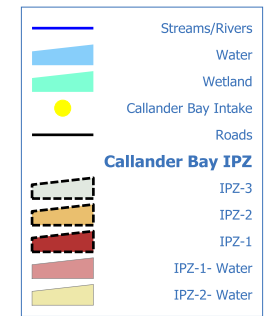 Streams/Rivers
Water
Wetland
Callander Bay Intake
Roads
Callander Bay IPZ
IPZ-3
IPZ-2
IPZ-1
IPZ-1- Water
IPZ-2- Water